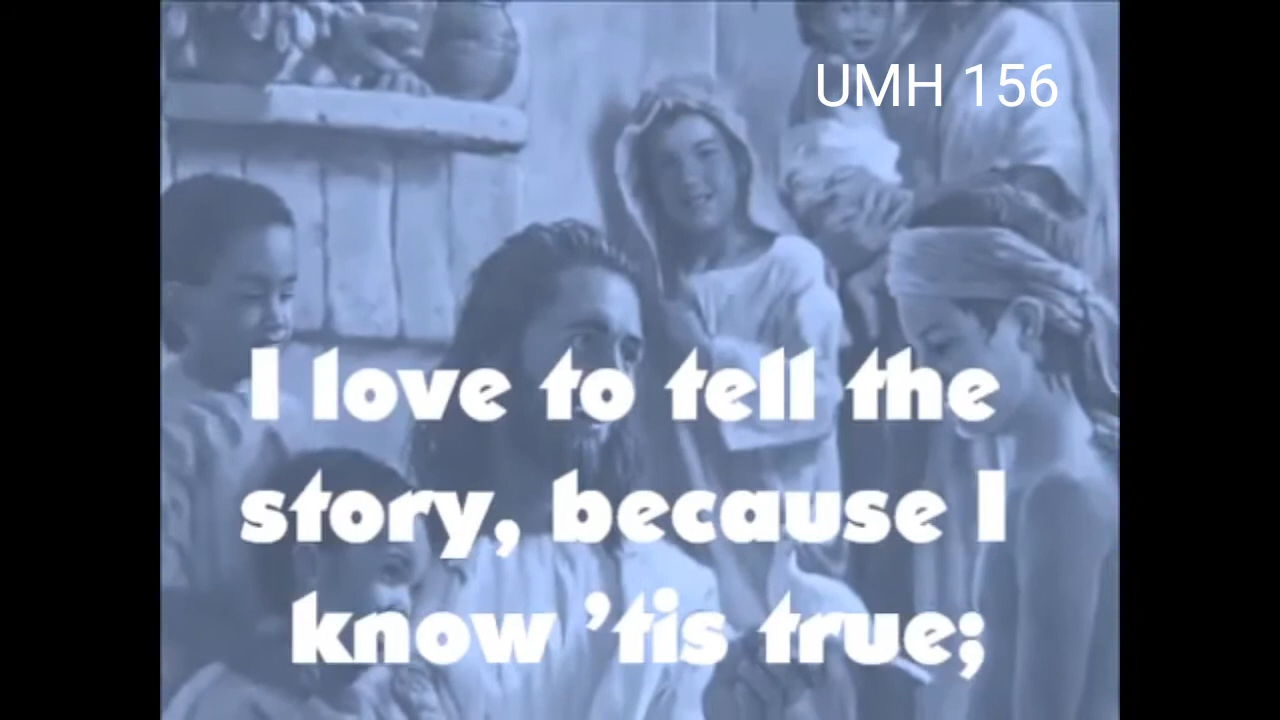 UMH 156
I love to tell the
story, because I
know ’tis true;